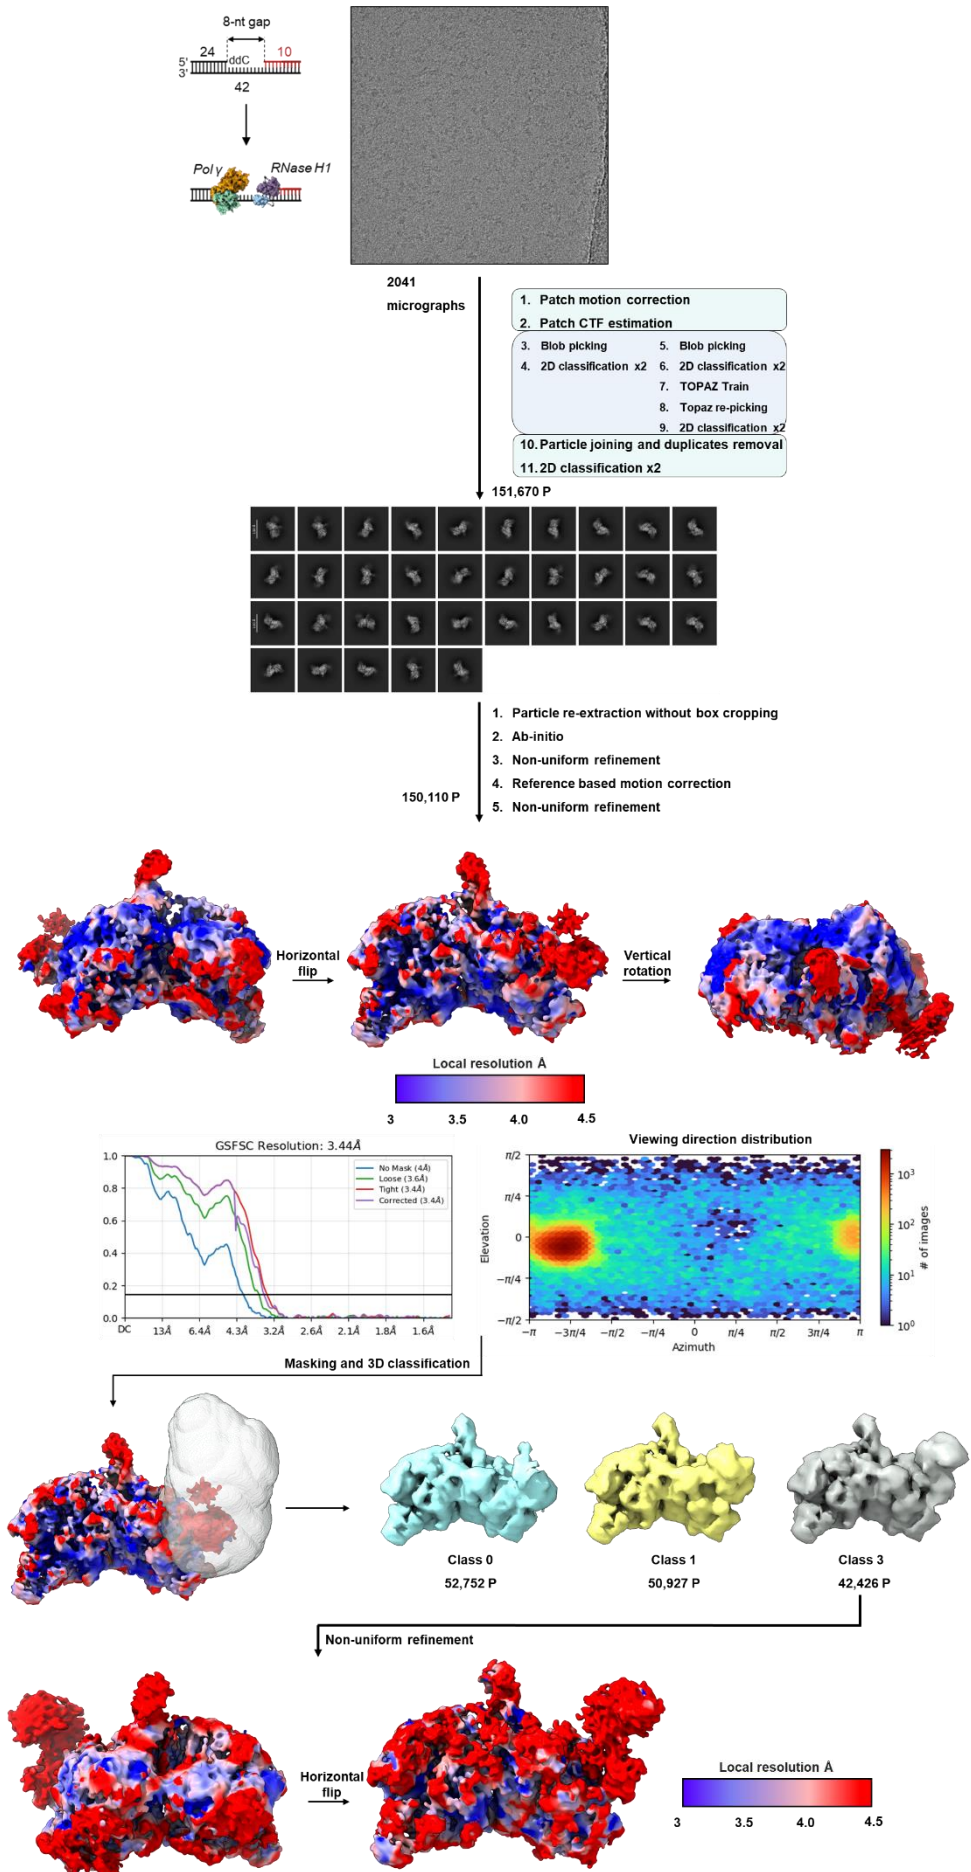 8-nt gap
24
ddC
10
5'
3'
42
Pol γ
RNase H1
2041
micrographs
1. Patch motion correction
2. Patch CTF estimation
3. Blob picking
4. 2D classification x2
5. Blob picking
6. 2D classification x2
7. TOPAZ Train
8. Topaz re-picking
9. 2D classification x2
10. Particle joining and duplicates removal
11. 2D classification x2
151,670 P
1. Particle re-extraction without box cropping
2. Ab-initio
3. Non-uniform refinement
4. Reference based motion correction
5. Non-uniform refinement
150,110 P
Horizontal
flip
Vertical
rotation
Local resolution Å
3 3.5 4.0 4.5
GSFSC Resolution: 3.44Å
No Mask (4Å)
Loose (3.6Å)
Tight (3.4Å)
Corrected (3.4Å)
1.0
0.8
0.6
0.4
0.2
0.0
DC 13Å 6.4Å 4.3Å 3.2Å 2.6Å 2.1Å 1.8Å 1.6Å
Viewing direction distribution
Elevation
π/2
π/4
0
−π/4
−π/2
−π −3π/4 −π/2 −π/4 0 π/4 π/2 3π/4 π
Azimuth
10³
10²
10¹
10⁰
# of images
Masking and 3D classification
Class 0
52,752 P
Class 1
50,927 P
Class 3
42,426 P
Non-uniform refinement
Horizontal
flip
Local resolution Å
3 3.5 4.0 4.5